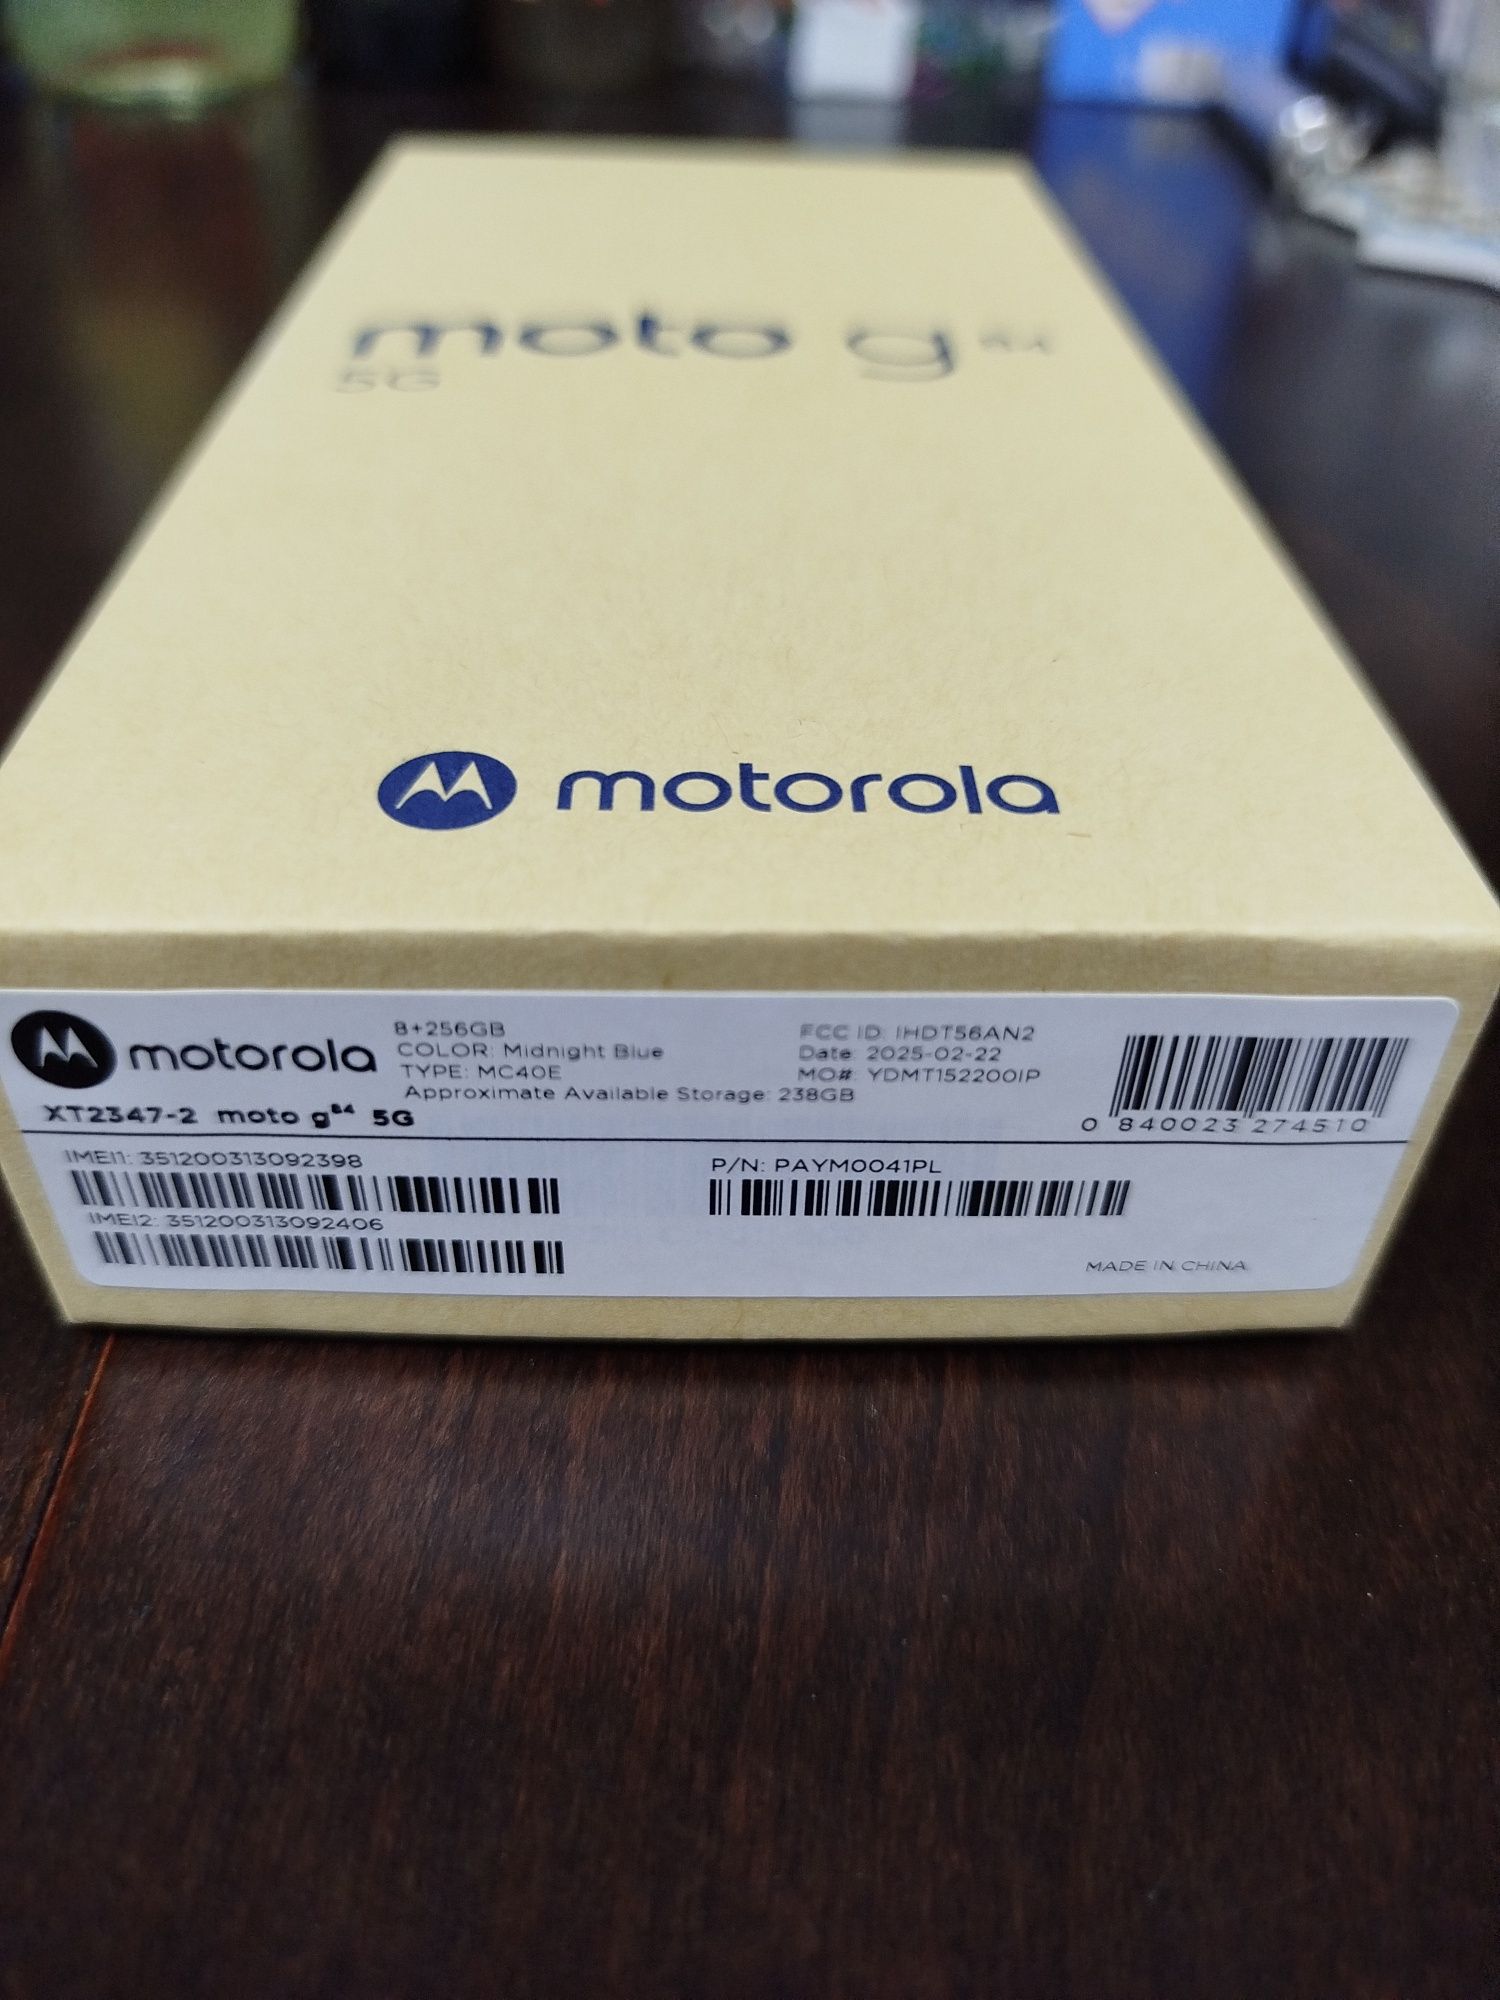 moto g84
5G
motorola
motorola
XT2347-2 moto g84 5G
8+256GB
COLOR: Midnight Blue
TYPE: MC40E
Approximate Available Storage: 238GB
FCC ID: IHDT56AN2
Date: 2025-02-22
MO#: YDMT152200IP
0 840023 274510
IMEI1: 351200313092398
IMEI2: 351200313092406
P/N: PAYM0041PL
MADE IN CHINA